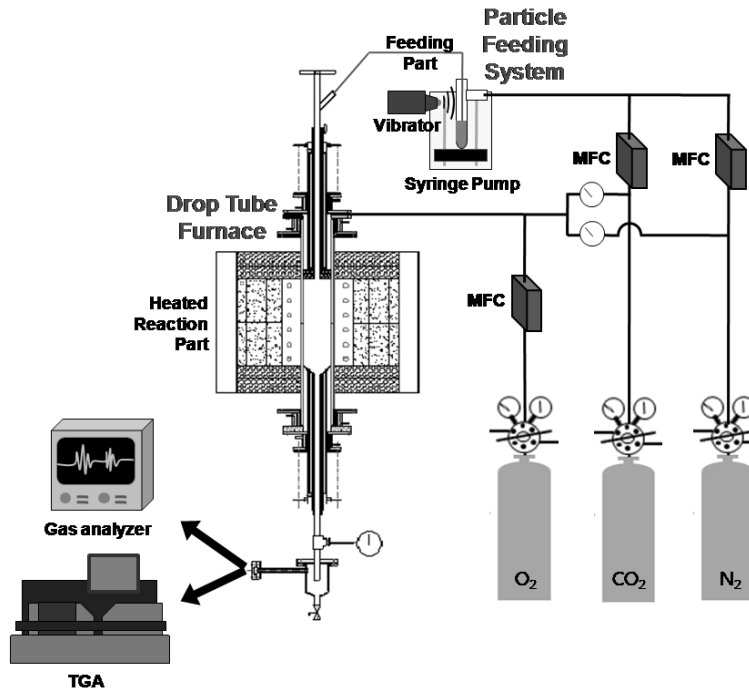 Particle
Feeding
System
Feeding
Part
Vibrator
Syringe Pump
MFC
MFC
Drop Tube
Furnace
MFC
Heated
Reaction
Part
Gas analyzer
O₂
CO₂
N₂
TGA